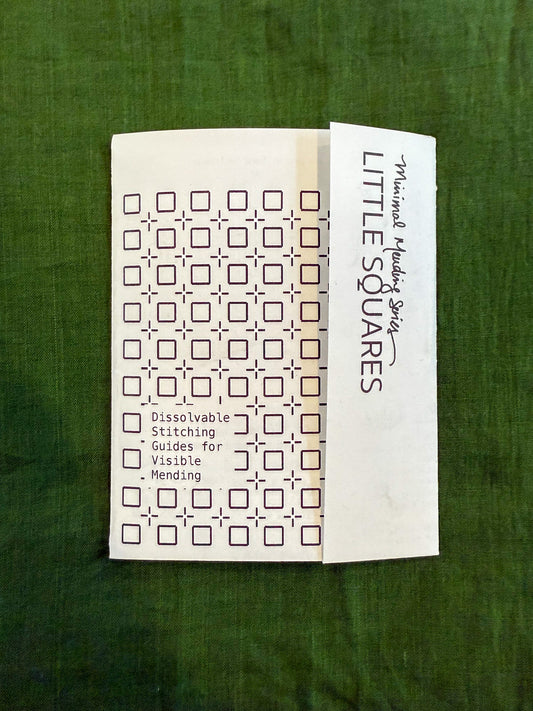 Minimal Mending Series
LITTLE SQUARES
Dissolvable
Stitching
Guides for
Visible
Mending